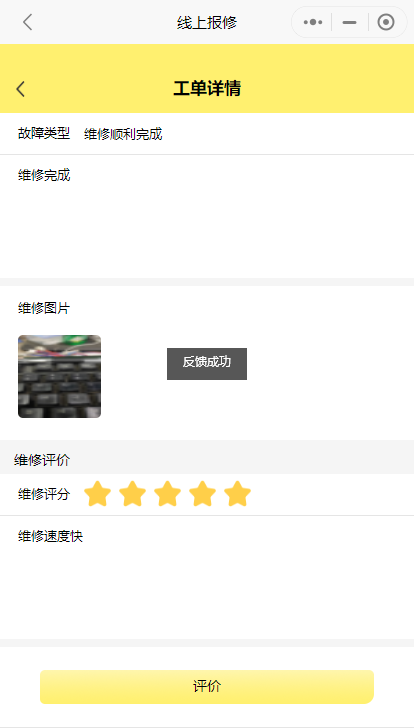 线上报修
工单详情
故障类型 维修顺利完成
维修完成
维修图片
反馈成功
维修评价
维修评分
维修速度快
评价